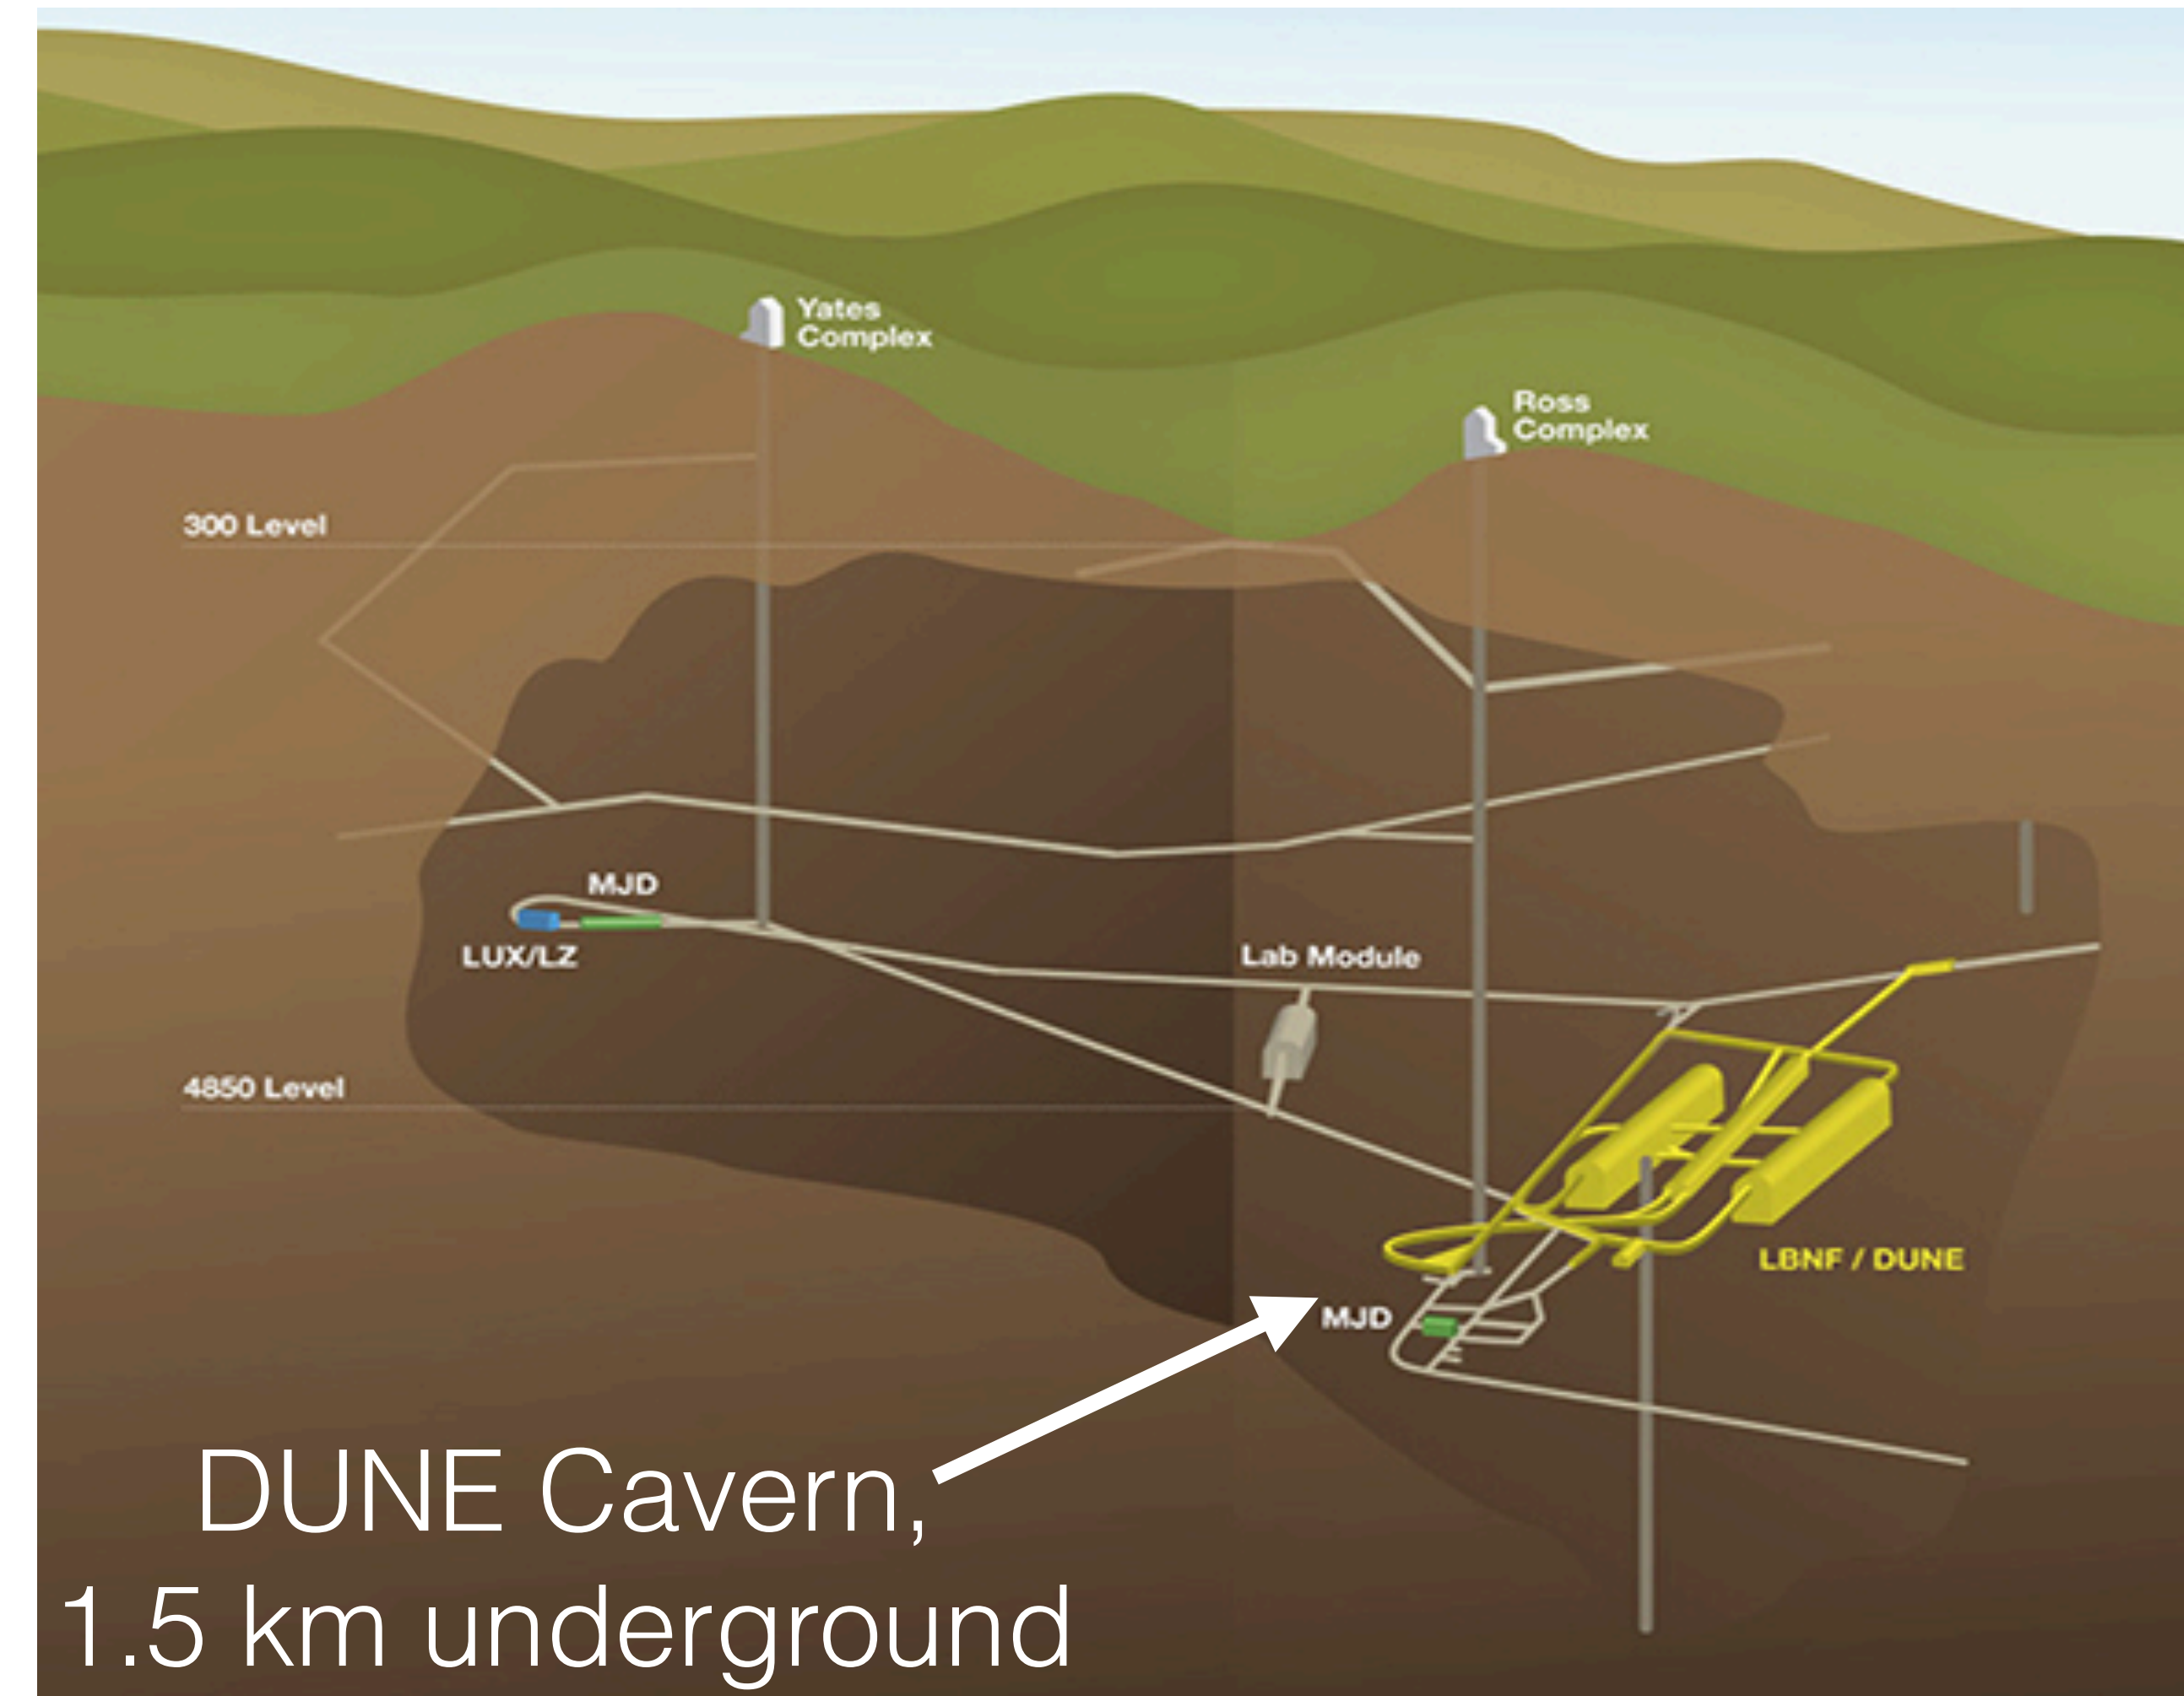 Yates
Complex
Ross
Complex
300 Level
MJD
LUX/LZ
Lab Module
4850 Level
LBNF / DUNE
MJD
DUNE Cavern,
1.5 km underground